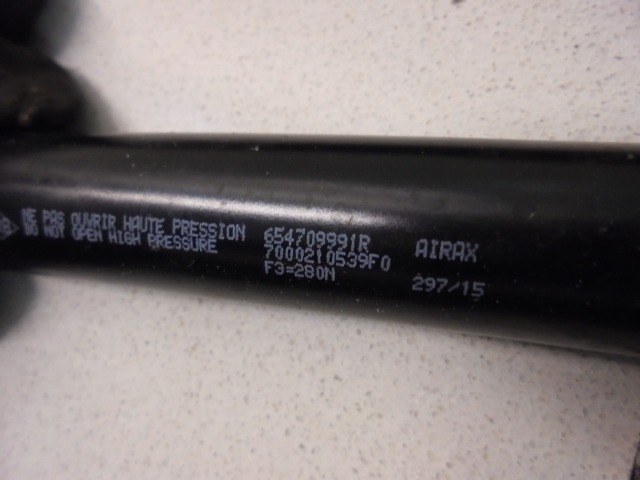 NE PAS OUVRIR HAUTE PRESSION
DO NOT OPEN HIGH PRESSURE
654709991R
7000210539F0
F3=280N
AIRAX
297/15